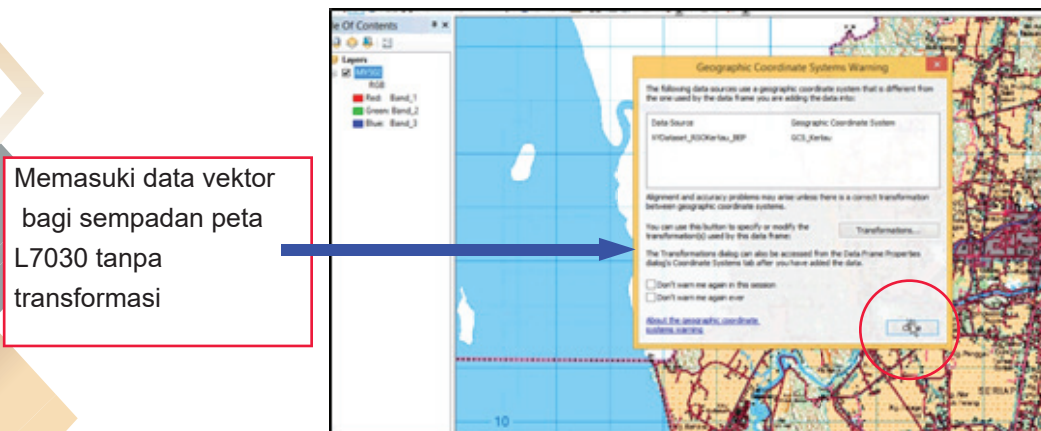 Memasuki data vektor
bagi sempadan peta
L7030 tanpa
transformasi
le Of Contents
Layers
RGB
Red: Band_1
Green: Band_2
Blue: Band_3
Geographic Coordinate Systems Warning
The following data sources use a geographic coordinate system that is different from
the one used by the data frame you are adding the data into:
Data Source Geographic Coordinate System
XYDataset_RSOKertau_BEP GCS_Kertau
Alignment and accuracy problems may arise unless there is a correct transformation
between geographic coordinate systems.
You can use this button to specify or modify the
transformation(s) used by this data frame:
Transformations...
The Transformations dialog can also be accessed from the Data Frame Properties
dialog's Coordinate Systems tab after you have added the data.
Don't warn me again in this session
Don't warn me again ever
About the geographic coordinate
systems warning
SERIAP
10